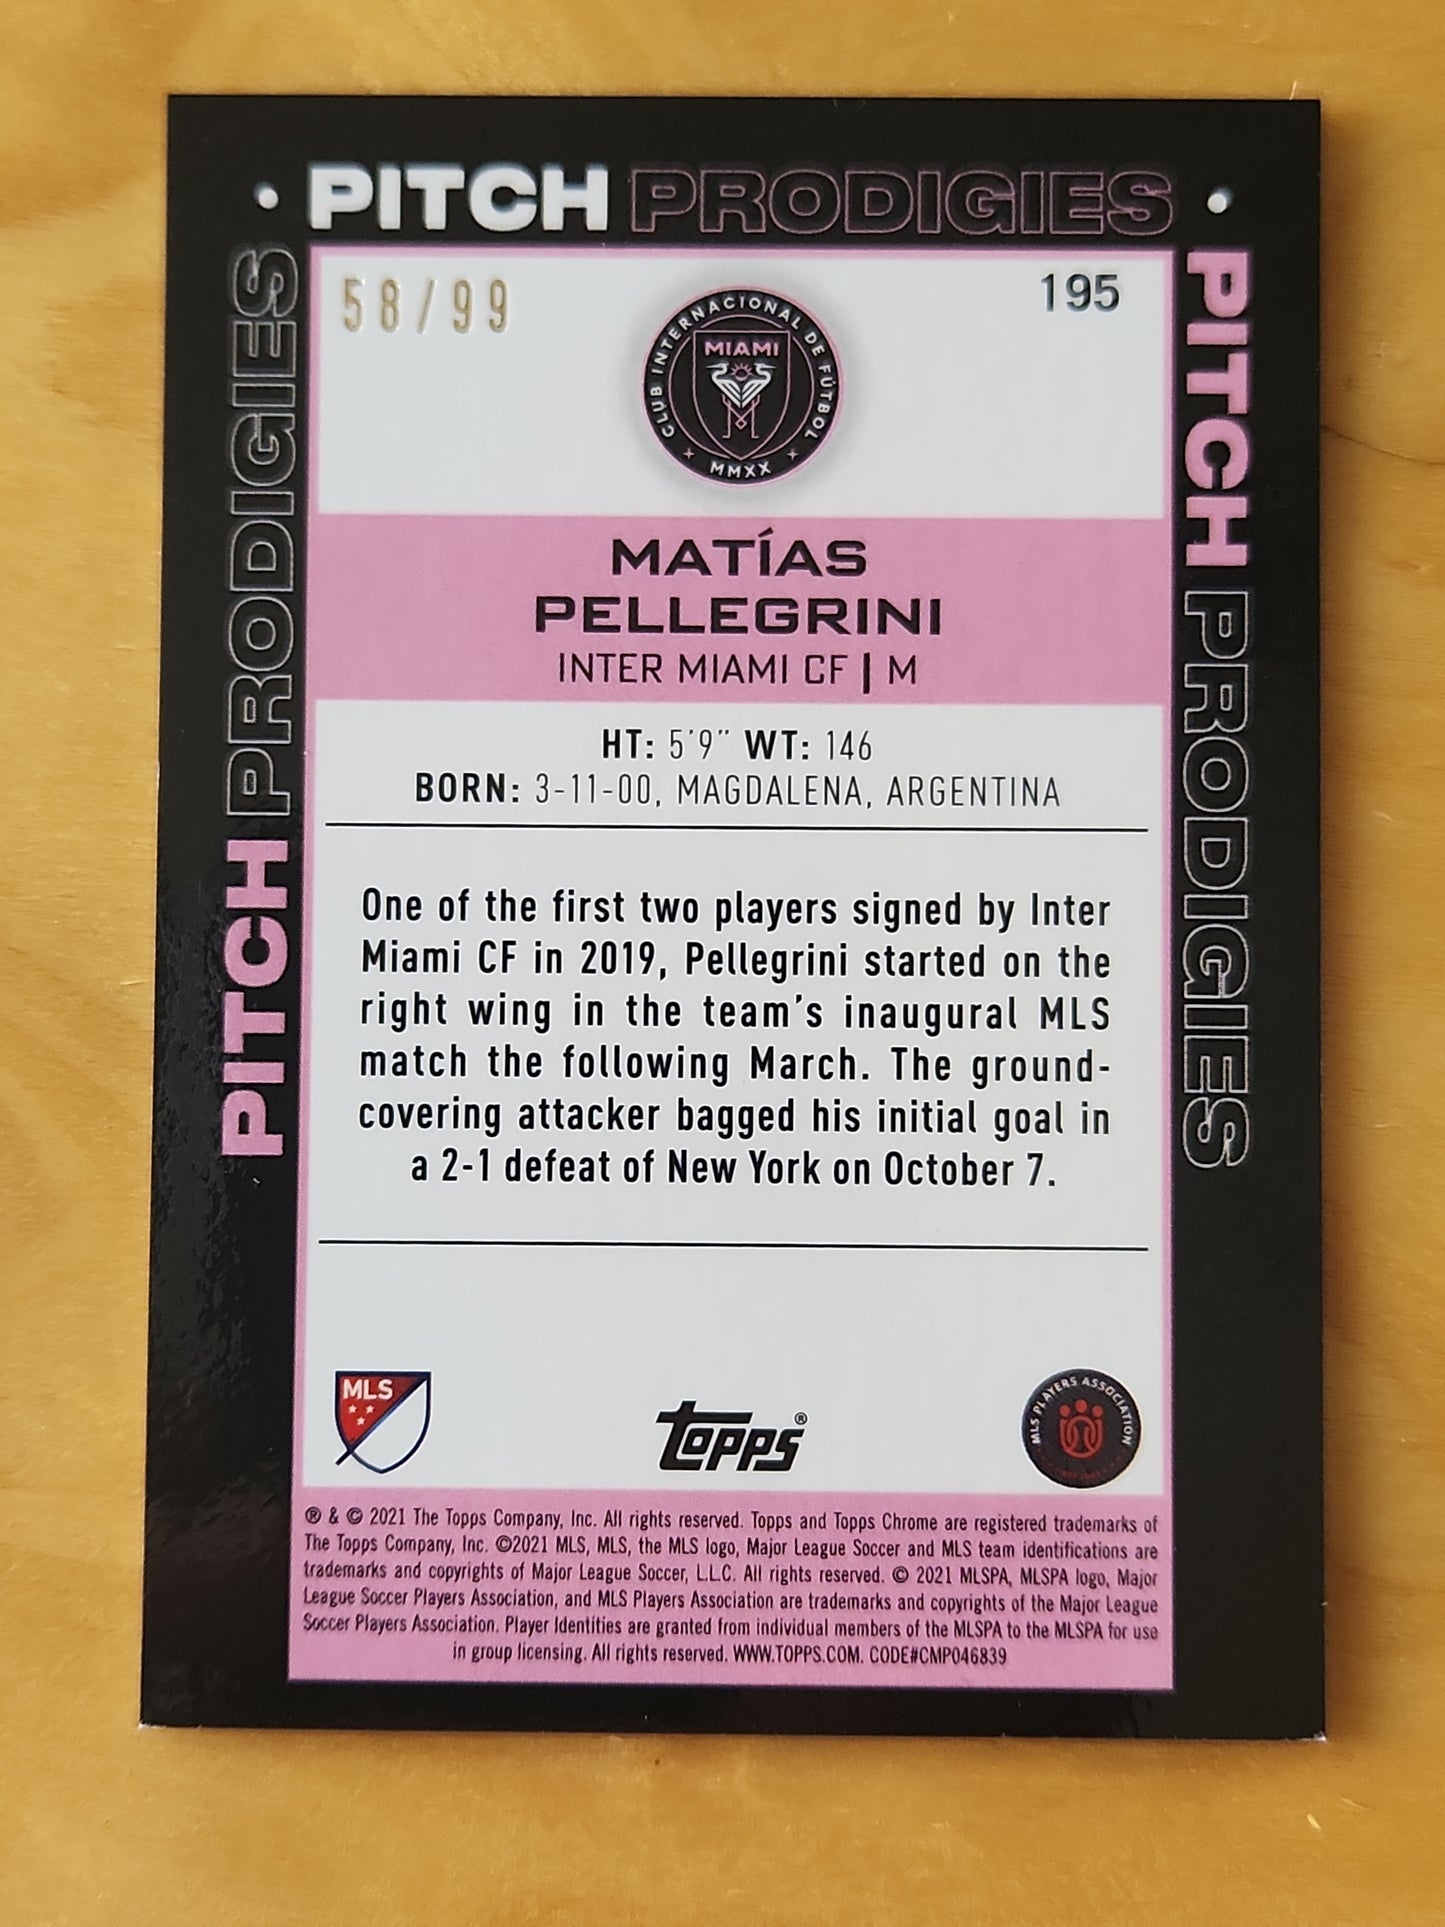 PITCH PRODIGIES
PITCH PRODIGIES
PITCH PRODIGIES
58/99
195
CLUB INTERNACIONAL DE FÚTBOL
MIAMI
MMXX
MATÍAS
PELLEGRINI
INTER MIAMI CF | M
HT: 5'9" WT: 146
BORN: 3-11-00, MAGDALENA, ARGENTINA
One of the first two players signed by Inter
Miami CF in 2019, Pellegrini started on the
right wing in the team's inaugural MLS
match the following March. The ground-
covering attacker bagged his initial goal in
a 2-1 defeat of New York on October 7.
MLS
TOPPS®
MLS PLAYERS ASSOCIATION
® & © 2021 The Topps Company, Inc. All rights reserved. Topps and Topps Chrome are registered trademarks of
The Topps Company, Inc. ©2021 MLS, MLS, the MLS logo, Major League Soccer and MLS team identifications are
trademarks and copyrights of Major League Soccer, L.L.C. All rights reserved. © 2021 MLSPA, MLSPA logo, Major
League Soccer Players Association, and MLS Players Association are trademarks and copyrights of the Major League
Soccer Players Association. Player Identities are granted from individual members of the MLSPA to the MLSPA for use
in group licensing. All rights reserved. WWW.TOPPS.COM. CODE#CMP046839